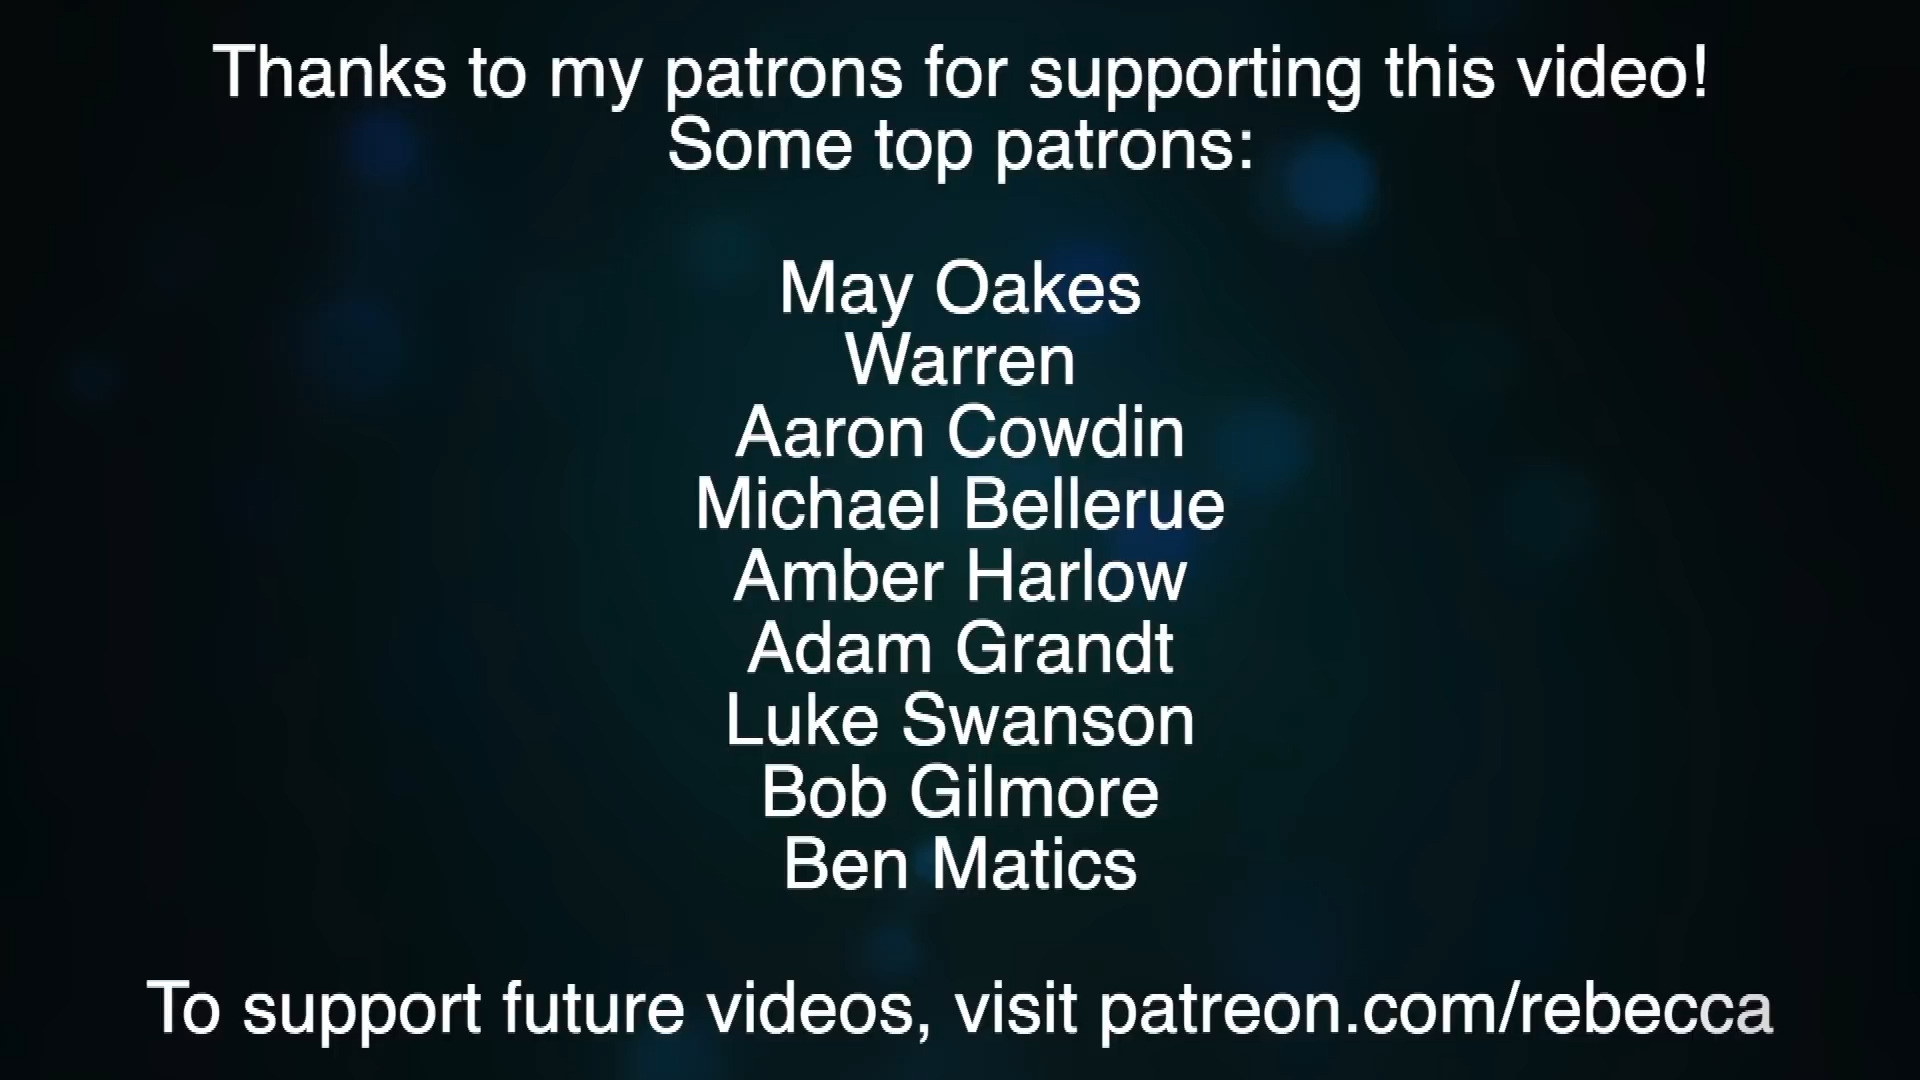 Thanks to my patrons for supporting this video!
Some top patrons:
May Oakes
Warren
Aaron Cowdin
Michael Bellerue
Amber Harlow
Adam Grandt
Luke Swanson
Bob Gilmore
Ben Matics
To support future videos, visit patreon.com/rebecca